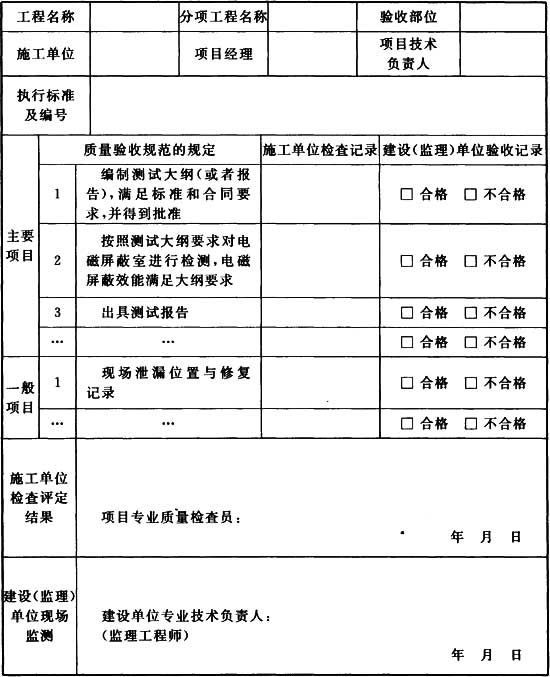 工程名称 分项工程名称 验收部位
施工单位 项目经理 项目技术
负责人
执行标准
及编号
质量验收规范的规定 施工单位检查记录 建设(监理)单位验收记录
主要
项目
1 编制测试大纲(或者报
告),满足标准和合同要
求,并得到批准 □ 合格 □ 不合格
2 按照测试大纲要求对电
磁屏蔽室进行检测,电磁
屏蔽效能满足大纲要求 □ 合格 □ 不合格
3 出具测试报告 □ 合格 □ 不合格
… … □ 合格 □ 不合格
一般
项目
1 现场泄漏位置与修复
记录 □ 合格 □ 不合格
… … □ 合格 □ 不合格
施工单位
检查评定
结果
项目专业质量检查员:
年 月 日
建设(监理)
单位现场
监测
建设单位专业技术负责人:
(监理工程师)
年 月 日